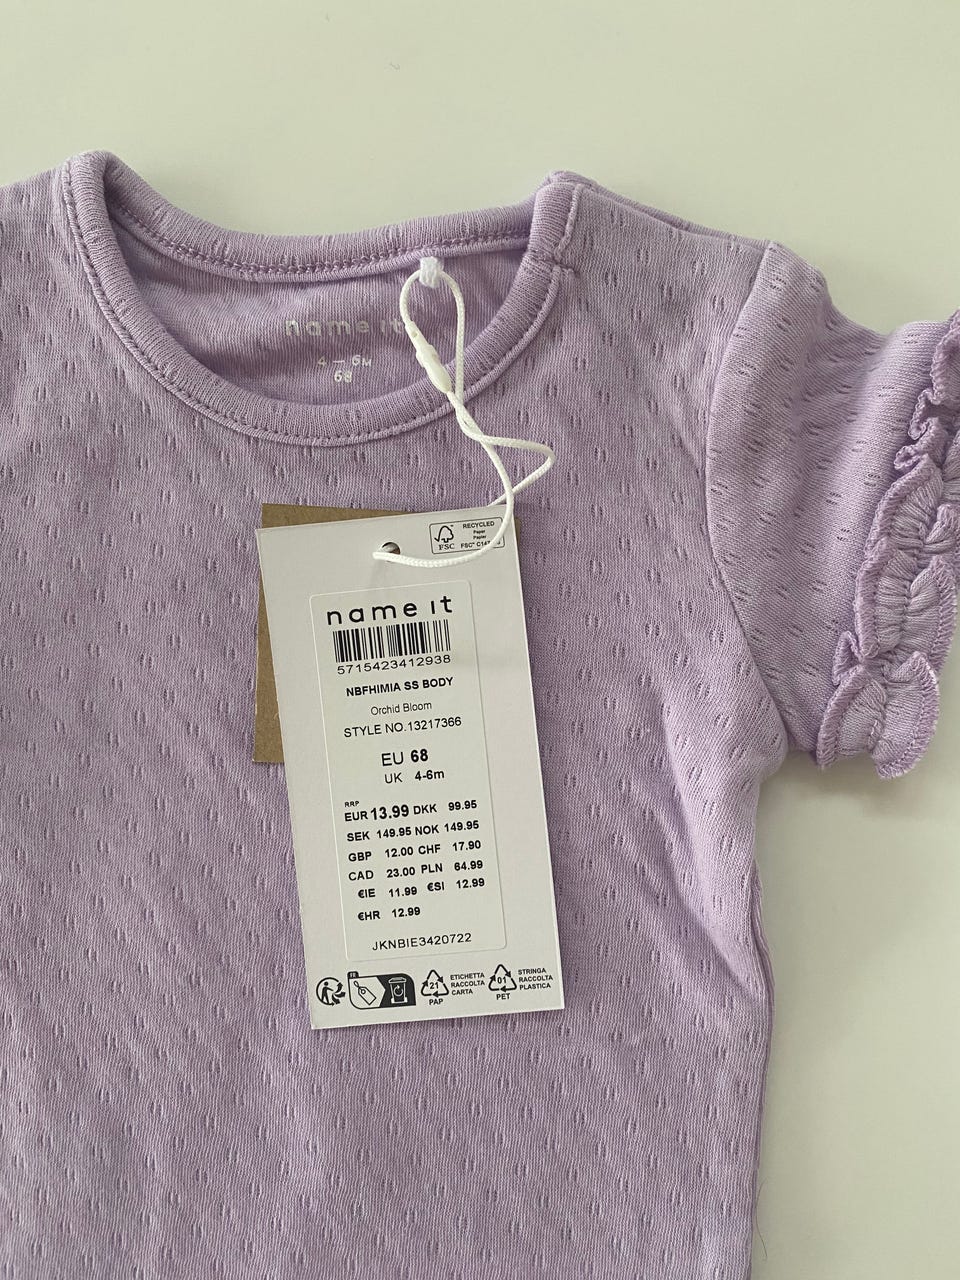 name it
4 – 6M
68
FSC
RECYCLED
Paper
Papier
name it
5715423412938
NBFHIMIA SS BODY
Orchid Bloom
STYLE NO.13217366
EU 68
UK 4-6m
RRP
EUR 13.99 DKK 99.95
SEK 149.95 NOK 149.95
GBP 12.00 CHF 17.90
CAD 23.00 PLN 64.99
€IE 11.99 €SI 12.99
€HR 12.99
JKNBIE3420722
FR
21
PAP
ETICHETTA
RACCOLTA
CARTA
01
PET
STRINGA
RACCOLTA
PLASTICA